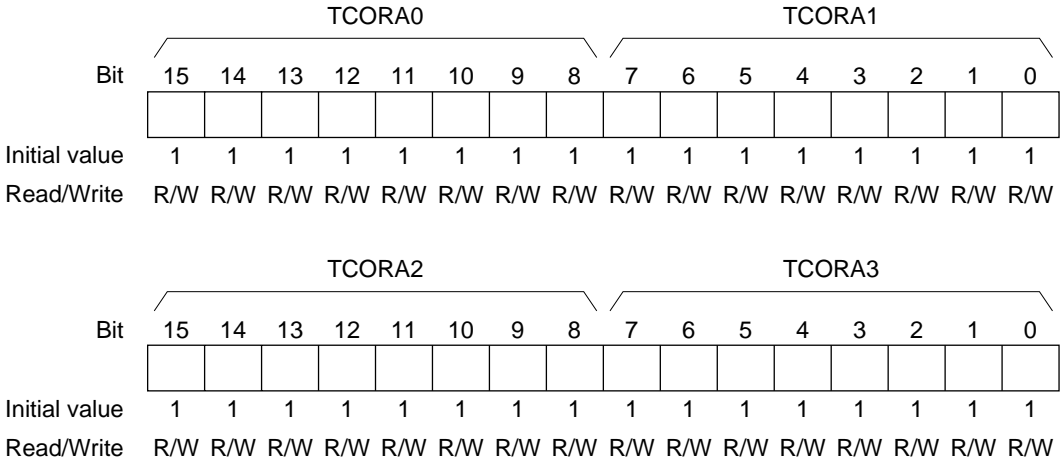 TCORA0 TCORA1
Bit 15 14 13 12 11 10 9 8 7 6 5 4 3 2 1 0
Initial value 1 1 1 1 1 1 1 1 1 1 1 1 1 1 1 1
Read/Write R/W R/W R/W R/W R/W R/W R/W R/W R/W R/W R/W R/W R/W R/W R/W R/W
TCORA2 TCORA3
Bit 15 14 13 12 11 10 9 8 7 6 5 4 3 2 1 0
Initial value 1 1 1 1 1 1 1 1 1 1 1 1 1 1 1 1
Read/Write R/W R/W R/W R/W R/W R/W R/W R/W R/W R/W R/W R/W R/W R/W R/W R/W